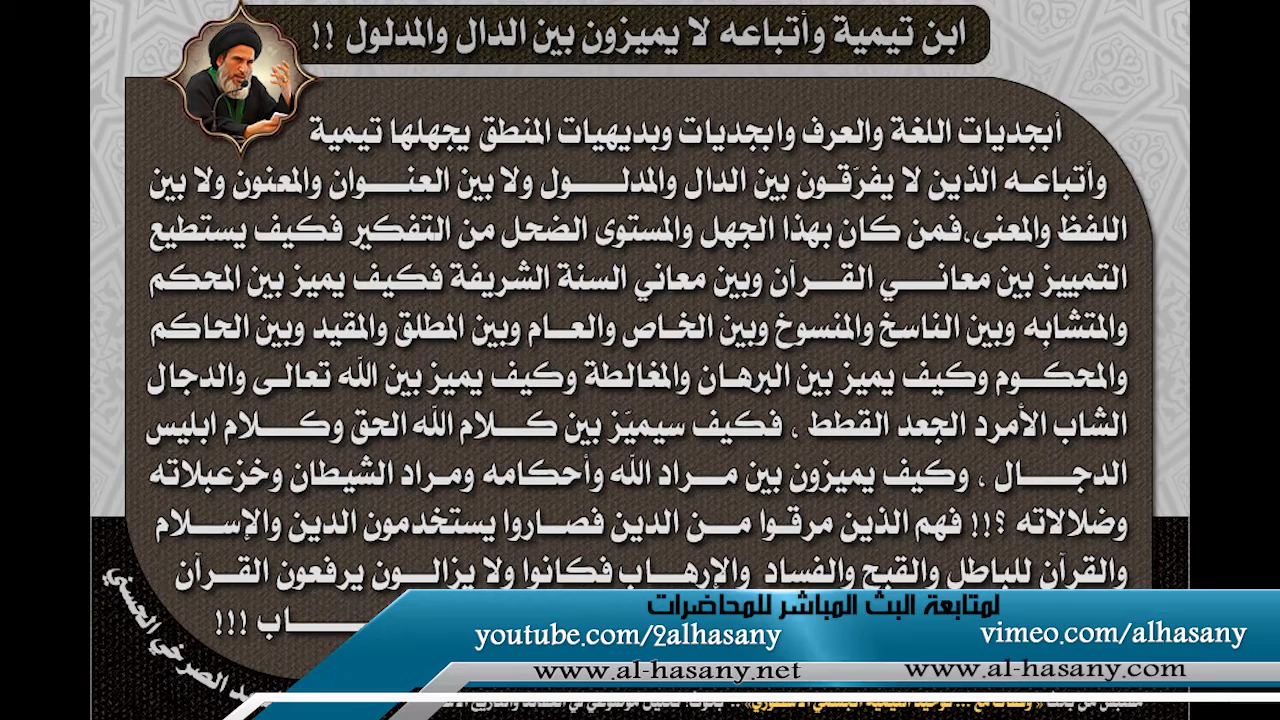 ابن تيمية وأتباعه لا يميزون بين الدال والمدلول !!
أبجديات اللغة والعرف وابجديات وبديهيات المنطق يجهلها تيمية
وأتباعه الذين لا يفرّقون بين الدال والمدلول ولا بين العنوان والمعنون ولا بين
اللفظ والمعنى،فمن كان بهذا الجهل والمستوى الضحل من التفكير فكيف يستطيع
التمييز بين معاني القرآن وبين معاني السنة الشريفة فكيف يميز بين المحكم
والمتشابه وبين الناسخ والمنسوخ وبين الخاص والعام وبين المطلق والمقيد وبين الحاكم
والمحكوم وكيف يميز بين البرهان والمغالطة وكيف يميز بين الله تعالى والدجال
الشاب الأمرد الجعد القطط ، فكيف سيميّز بين كلام الله الحق وكلام ابليس
الدجال ، وكيف يميزون بين مراد الله وأحكامه ومراد الشيطان وخزعبلاته
وضلالاته ؟!! فهم الذين مرقوا من الدين فصاروا يستخدمون الدين والإسلام
والقرآن للباطل والقبح والفساد والإرهاب فكانوا ولا يزالون يرفعون القرآن
!!!
الصرخي الحسني
لمتابعة البث المباشر للمحاضرات
youtube.com/2alhasany
vimeo.com/alhasany
www.al-hasany.net
www.al-hasany.com